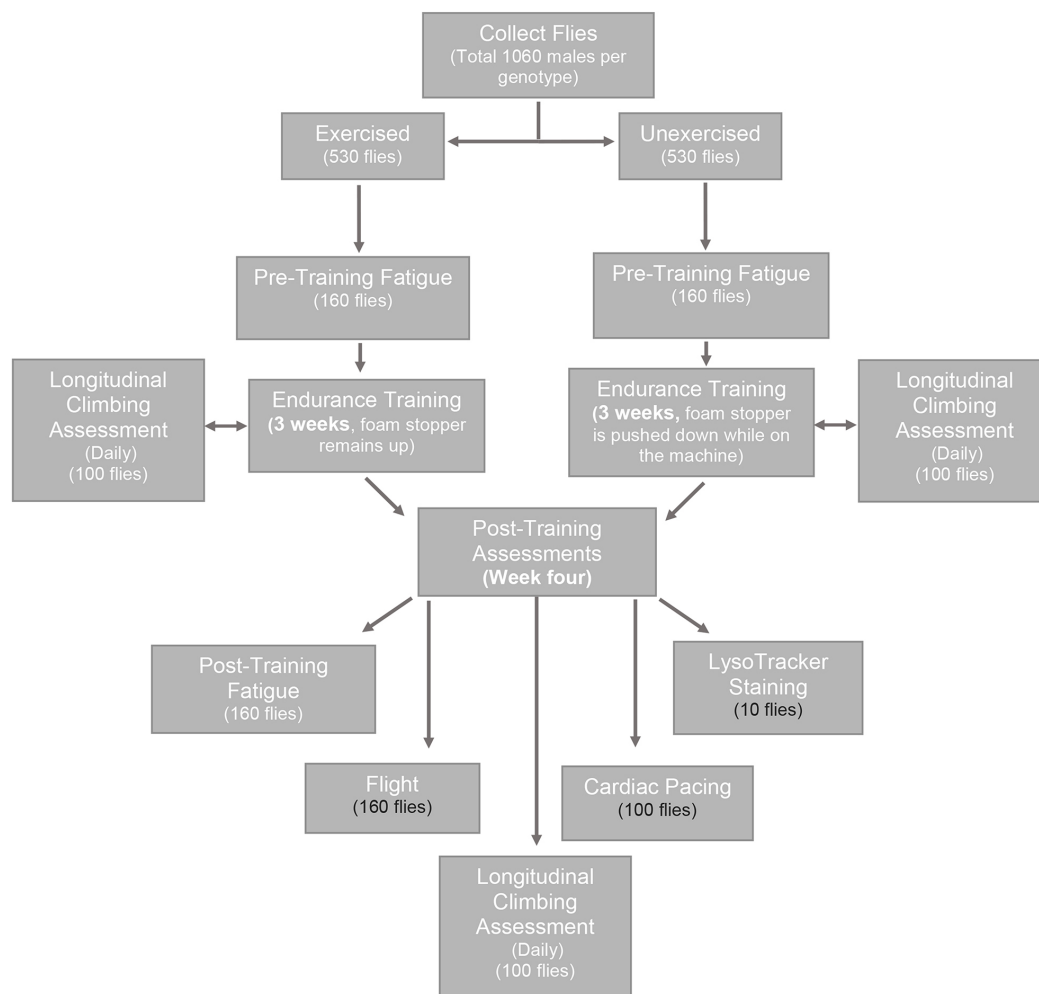 Collect Flies
(Total 1060 males per
genotype)
Exercised
(530 flies)
Unexercised
(530 flies)
Pre-Training Fatigue
(160 flies)
Pre-Training Fatigue
(160 flies)
Longitudinal
Climbing
Assessment
(Daily)
(100 flies)
Endurance Training
(3 weeks, foam stopper
remains up)
Endurance Training
(3 weeks, foam stopper
is pushed down while on
the machine)
Longitudinal
Climbing
Assessment
(Daily)
(100 flies)
Post-Training
Assessments
(Week four)
Post-Training
Fatigue
(160 flies)
LysoTracker
Staining
(10 flies)
Flight
(160 flies)
Cardiac Pacing
(100 flies)
Longitudinal
Climbing
Assessment
(Daily)
(100 flies)